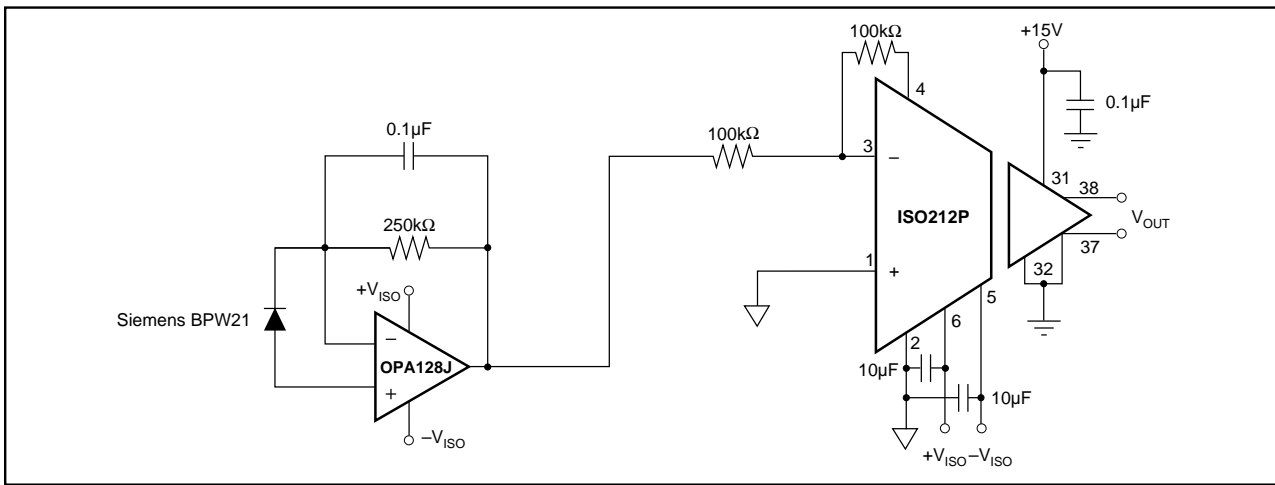 +15V
100kΩ
4
0.1µF
0.1µF
100kΩ
3
–
31
38
250kΩ
ISO212P
V_OUT
37
1
+
32
+V_ISO
5
Siemens BPW21
–
6
OPA128J
2
+
10µF
10µF
–V_ISO
+V_ISO –V_ISO